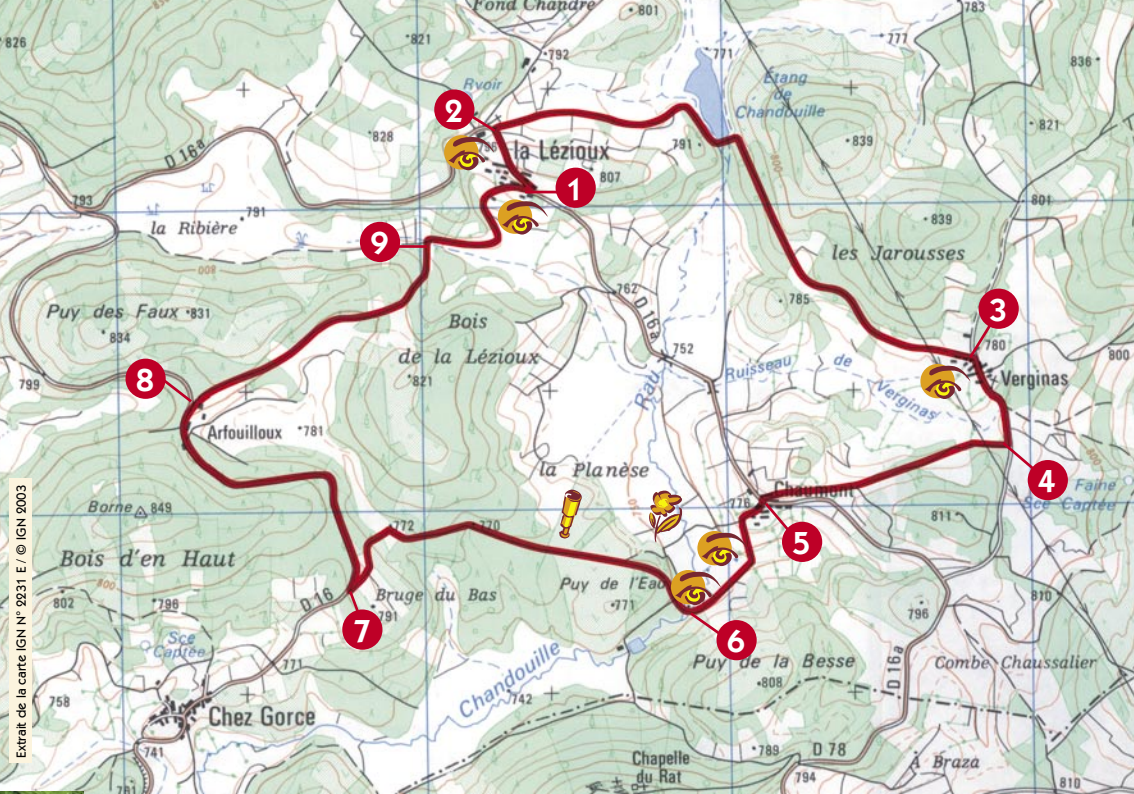 Fond Chandre
801
783
826
821
792
771
777
836
Rvoir
Étang
de
Chandouille
2
828
839
821
D 16a
la Lézioux
791
807
1
793
791
801
la Ribière
839
9
les Jarousses
800
762
785
D 16a
Puy des Faux
831
834
Bois
de la Lézioux
3
780
752
800
799
8
821
Ruisseau de
Verginas
Verginas
Rau
Arfouilloux
781
la Planèse
4
776
Chaumont
Faine
Sce Captée
Borne
849
772
770
811
5
Bois d'en Haut
800
Puy de l'Eau
802
796
D 16
Bruge du Bas
771
796
810
791
7
6
Sce
Captée
Puy de la Besse
Combe Chaussalier
771
808
D 16a
758
Chandouille
742
Chez Gorce
741
789
D 78
À Braza
Chapelle
du Rat
794
810
Extrait de la carte IGN N° 2231 E / © IGN 2003